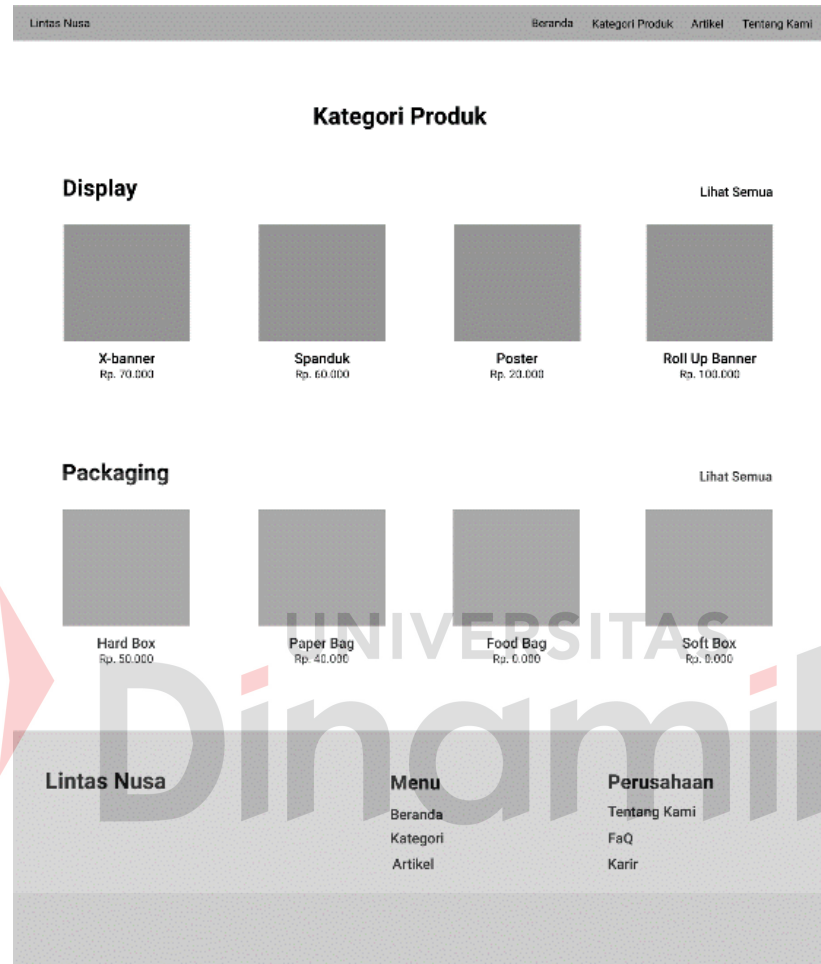 Lintas Nusa
Beranda Kategori Produk Artikel Tentang Kami
Kategori Produk
Display
Lihat Semua
X-banner
Rp. 70.000
Spanduk
Rp. 60.000
Poster
Rp. 20.000
Roll Up Banner
Rp. 100.000
Packaging
Lihat Semua
Hard Box
Rp. 50.000
Paper Bag
Rp. 40.000
Food Bag
Rp. 0.000
Soft Box
Rp. 0.000
UNIVERSITAS
Dinami
Lintas Nusa
Menu
Beranda
Kategori
Artikel
Perusahaan
Tentang Kami
FaQ
Karir